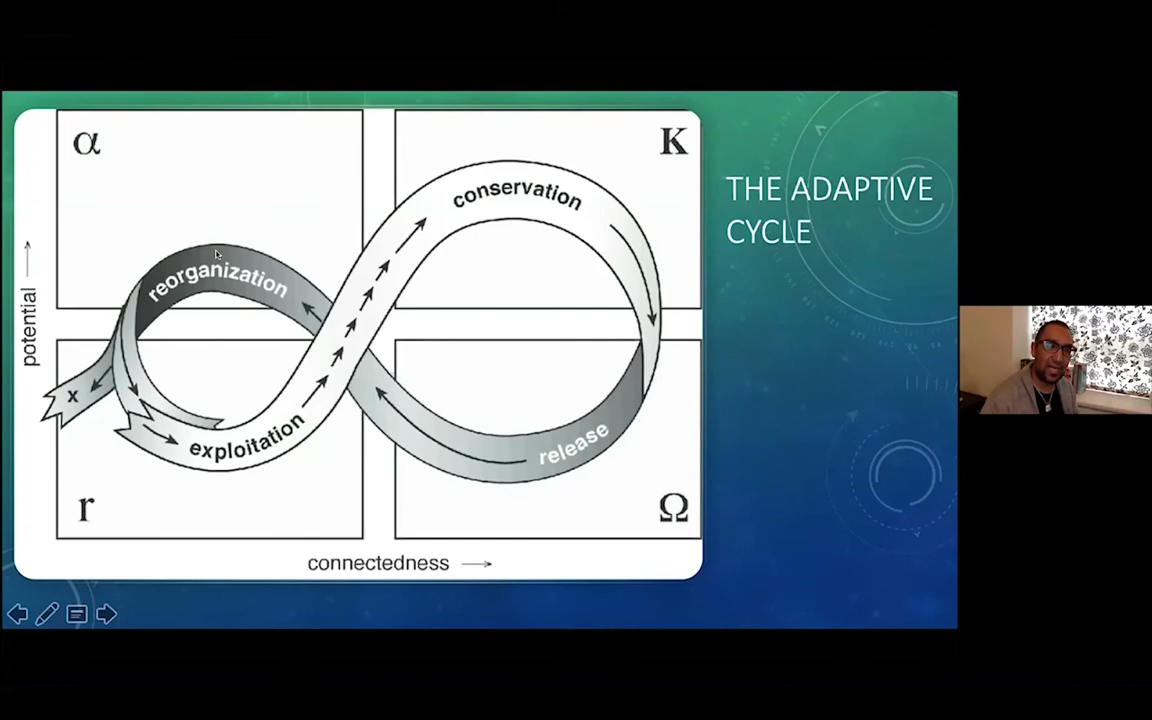 α
K
THE ADAPTIVE
CYCLE
conservation
reorganization
potential
x
exploitation
release
r
Ω
connectedness